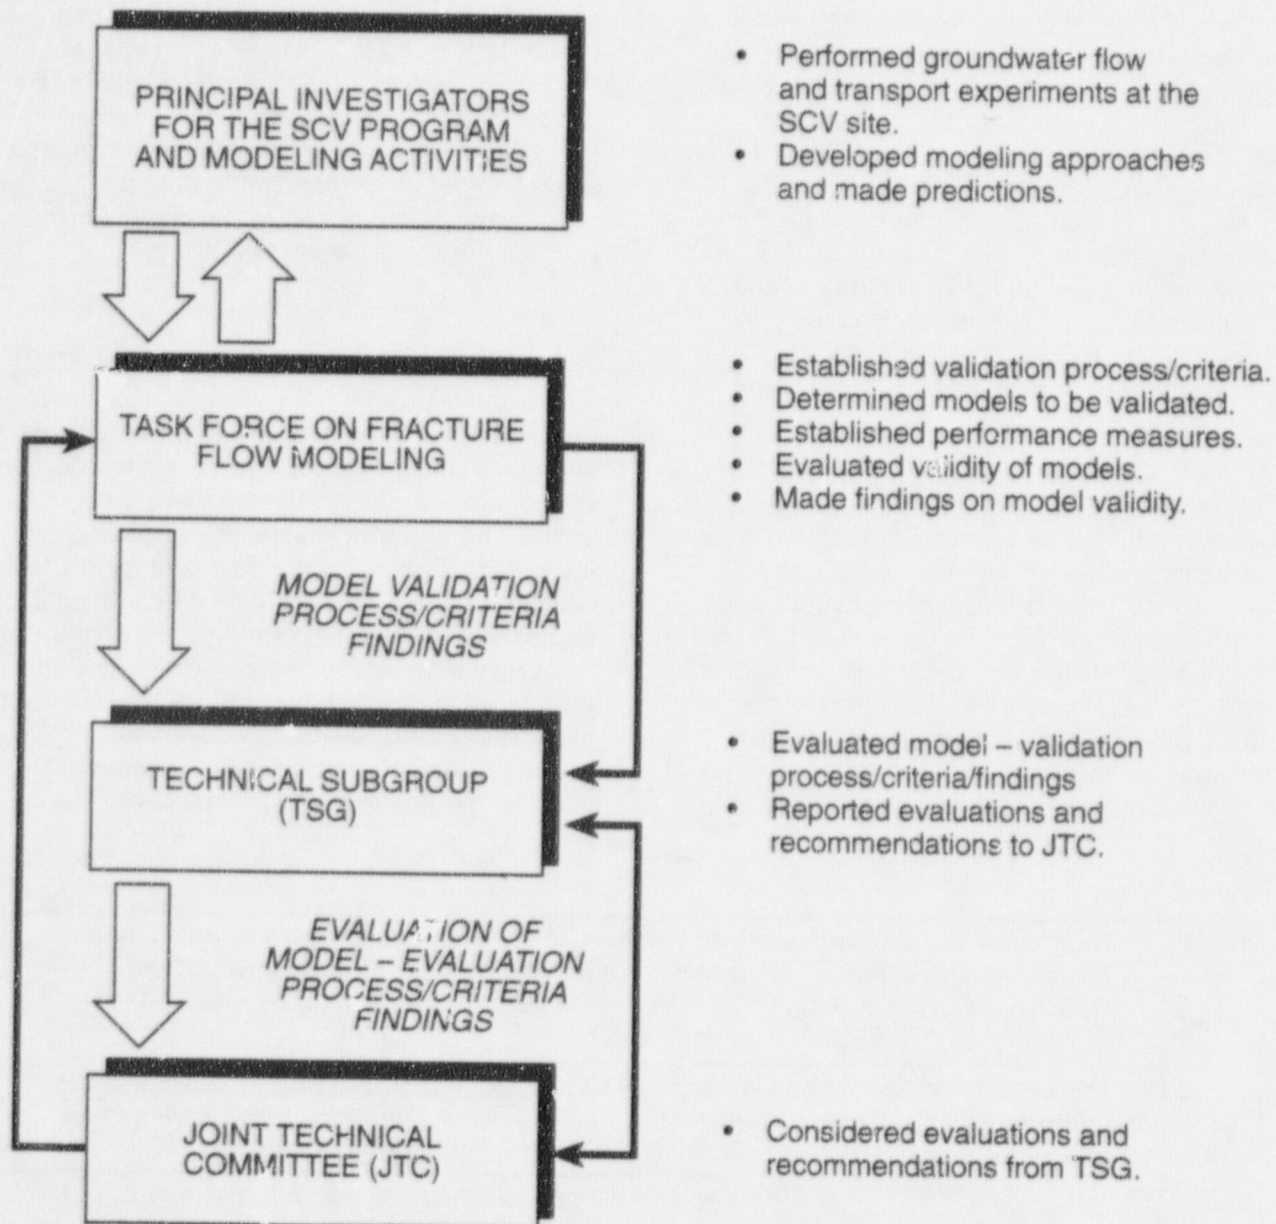 PRINCIPAL INVESTIGATORS
FOR THE SCV PROGRAM
AND MODELING ACTIVITIES
• Performed groundwater flow
and transport experiments at the
SCV site.
• Developed modeling approaches
and made predictions.
TASK FORCE ON FRACTURE
FLOW MODELING
• Established validation process/criteria.
• Determined models to be validated.
• Established performance measures.
• Evaluated validity of models.
• Made findings on model validity.
MODEL VALIDATION
PROCESS/CRITERIA
FINDINGS
TECHNICAL SUBGROUP
(TSG)
• Evaluated model – validation
process/criteria/findings
• Reported evaluations and
recommendations to JTC.
EVALUATION OF
MODEL – EVALUATION
PROCESS/CRITERIA
FINDINGS
JOINT TECHNICAL
COMMITTEE (JTC)
• Considered evaluations and
recommendations from TSG.